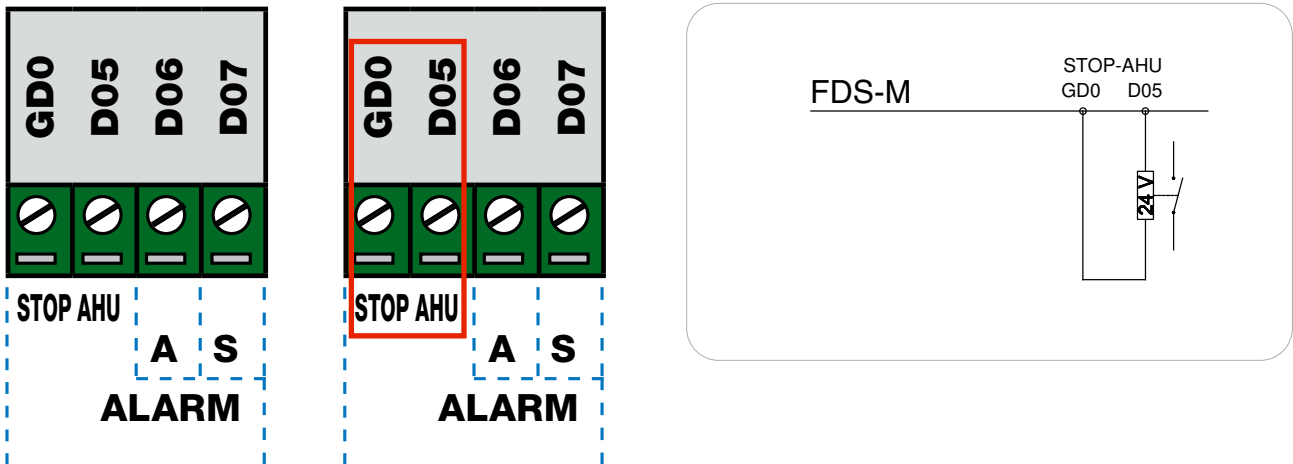 GD0 D05 D06 D07
STOP AHU
A S
ALARM
GD0 D05 D06 D07
STOP AHU
A S
ALARM
STOP-AHU
FDS-M GD0 D05
24 V